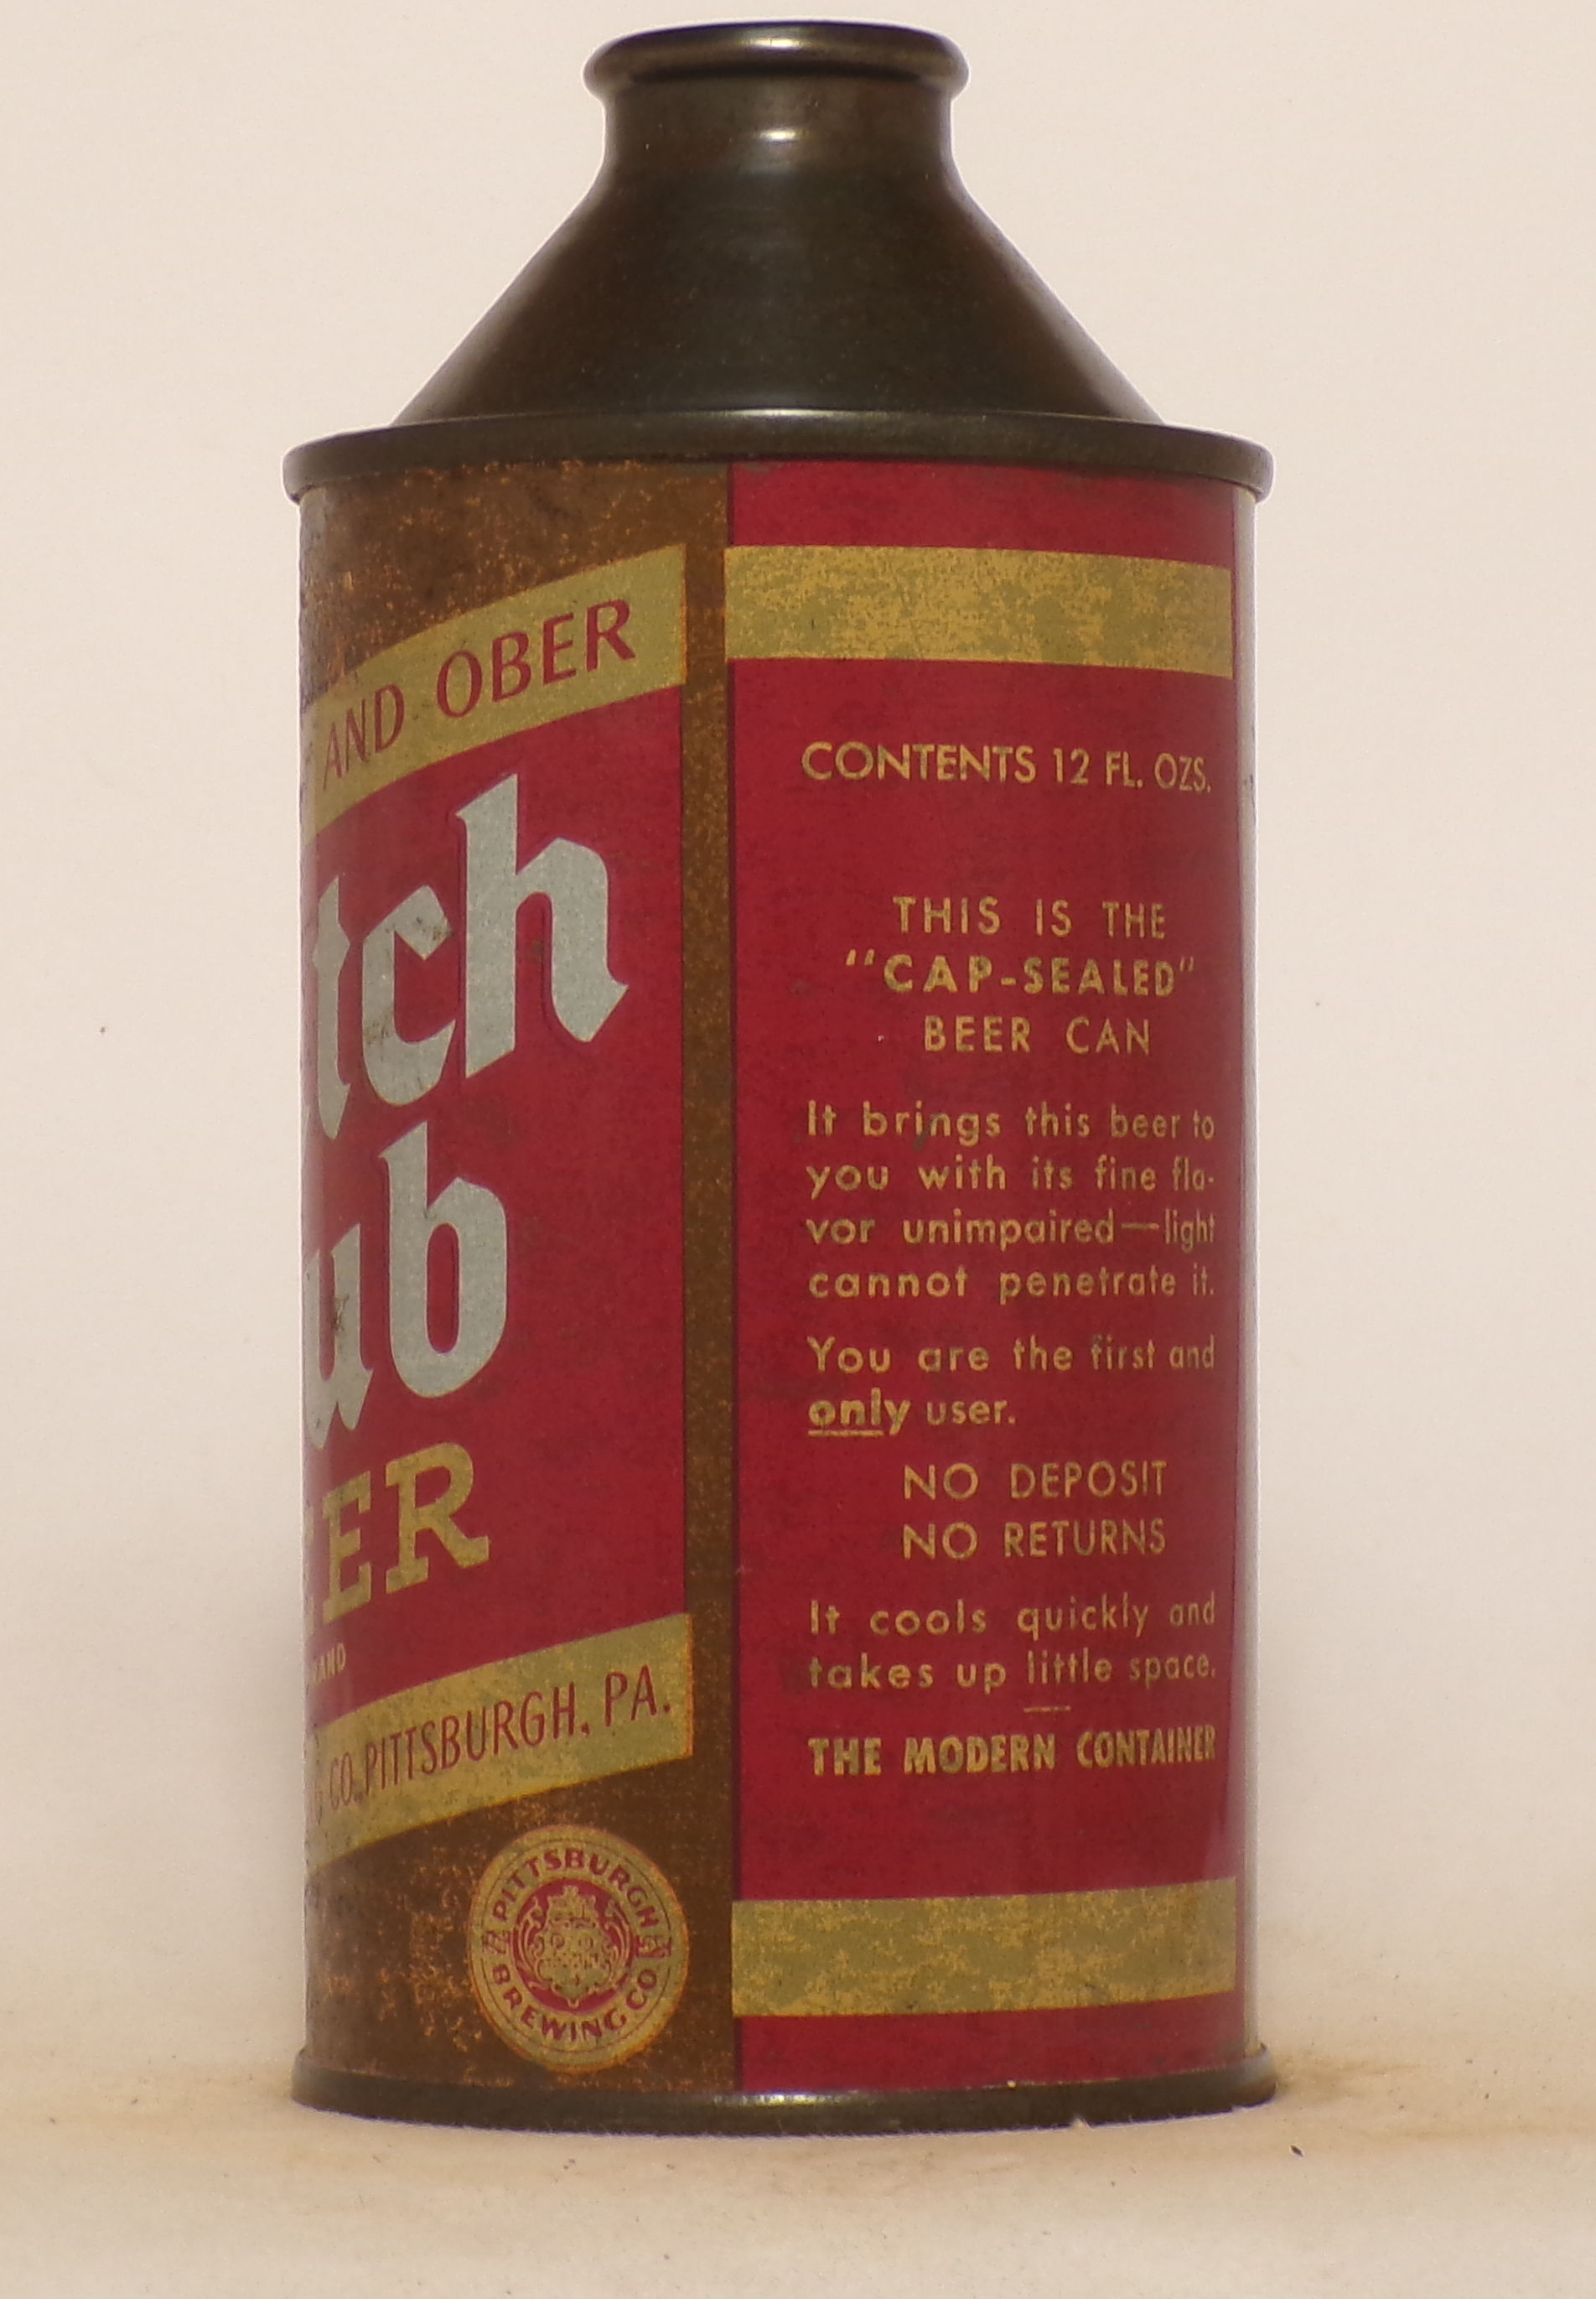 AND OBER
tch
ub
ER
AND
CO. PITTSBURGH, PA.
PITTSBURGH
BREWING CO
CONTENTS 12 FL. OZS.
THIS IS THE
"CAP-SEALED"
BEER CAN
It brings this beer to
you with its fine fla-
vor unimpaired—light
cannot penetrate it.
You are the first and
only user.
NO DEPOSIT
NO RETURNS
It cools quickly and
takes up little space.
—
THE MODERN CONTAINER